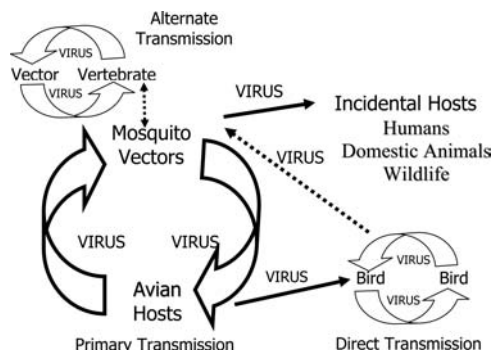 Alternate
Transmission
VIRUS
Vector Vertebrate
VIRUS
VIRUS
Mosquito
Vectors
Incidental Hosts
Humans
Domestic Animals
Wildlife
VIRUS
VIRUS
VIRUS
Avian
Hosts
VIRUS
VIRUS
Bird Bird
VIRUS
Primary Transmission
Direct Transmission